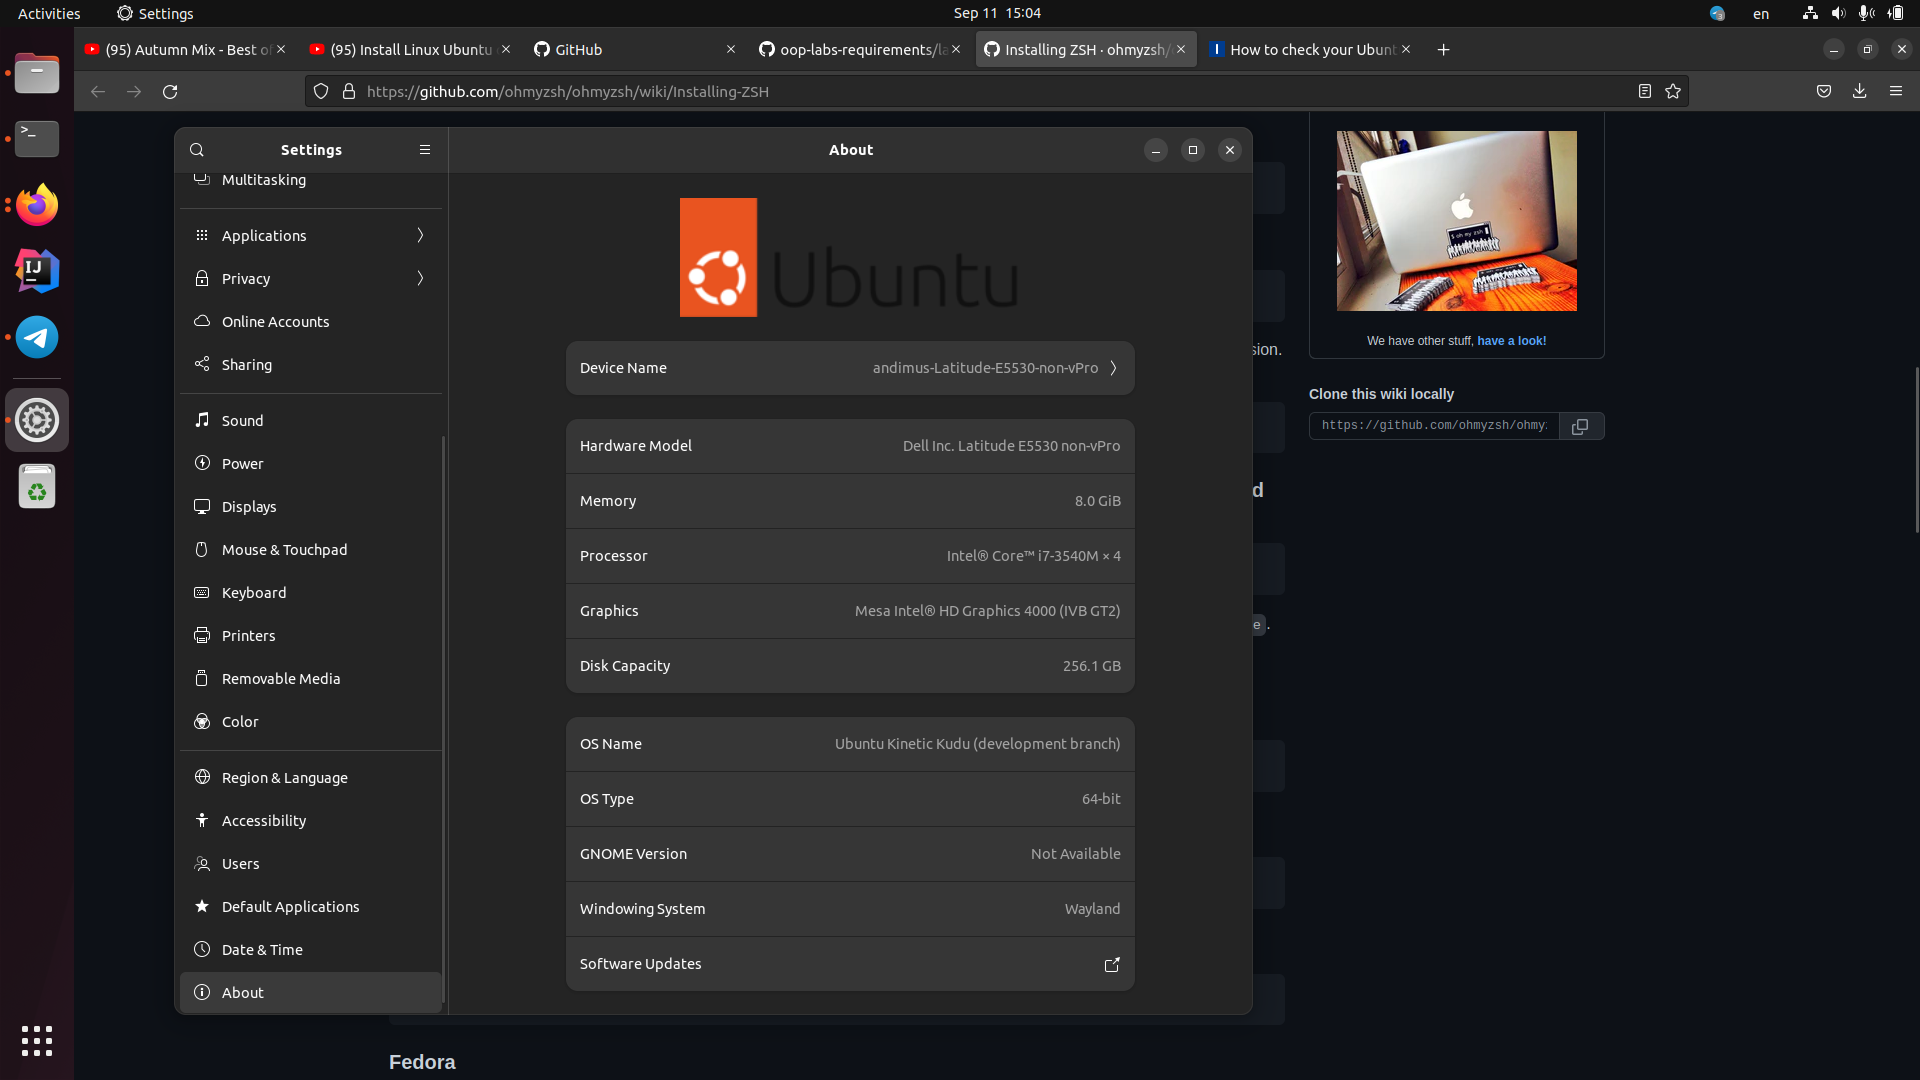 Activities
Settings
Sep 11 15:04
en
(95) Autumn Mix - Best of
(95) Install Linux Ubuntu
GitHub
oop-labs-requirements/la
Installing ZSH · ohmyzsh/
How to check your Ubunt
https://github.com/ohmyzsh/ohmyzsh/wiki/Installing-ZSH
Settings
Multitasking
Applications
Privacy
Online Accounts
Sharing
Sound
Power
Displays
Mouse & Touchpad
Keyboard
Printers
Removable Media
Color
Region & Language
Accessibility
Users
Default Applications
Date & Time
About
About
Ubuntu
Device Name andimus-Latitude-E5530-non-vPro
Hardware Model Dell Inc. Latitude E5530 non-vPro
Memory 8.0 GiB
Processor Intel® Core™ i7-3540M × 4
Graphics Mesa Intel® HD Graphics 4000 (IVB GT2)
Disk Capacity 256.1 GB
OS Name Ubuntu Kinetic Kudu (development branch)
OS Type 64-bit
GNOME Version Not Available
Windowing System Wayland
Software Updates
sion.
d
e.
$ oh my zsh
We have other stuff, have a look!
Clone this wiki locally
https://github.com/ohmyzsh/ohmyz
Fedora